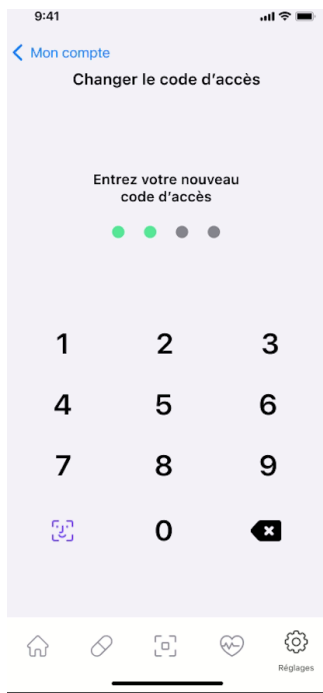 9:41
Mon compte
Changer le code d’accès
Entrez votre nouveau
code d’accès
1 2 3
4 5 6
7 8 9
0
Réglages